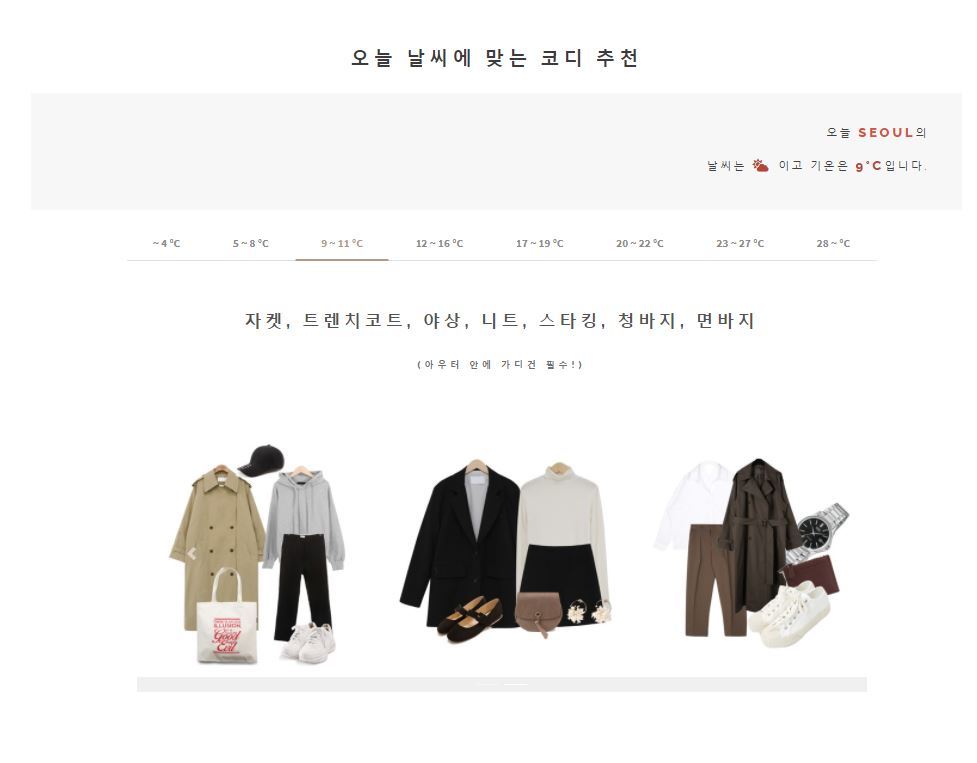 오늘 날씨에 맞는 코디 추천
오늘 SEOUL의
날씨는 이고 기온은 9°C입니다.
~ 4 ℃ 5 ~ 8 ℃ 9 ~ 11 ℃ 12 ~ 16 ℃ 17 ~ 19 ℃ 20 ~ 22 ℃ 23 ~ 27 ℃ 28 ~ ℃
자켓, 트렌치코트, 야상, 니트, 스타킹, 청바지, 면바지
(아우터 안에 가디건 필수!)
ILLUSION
Good